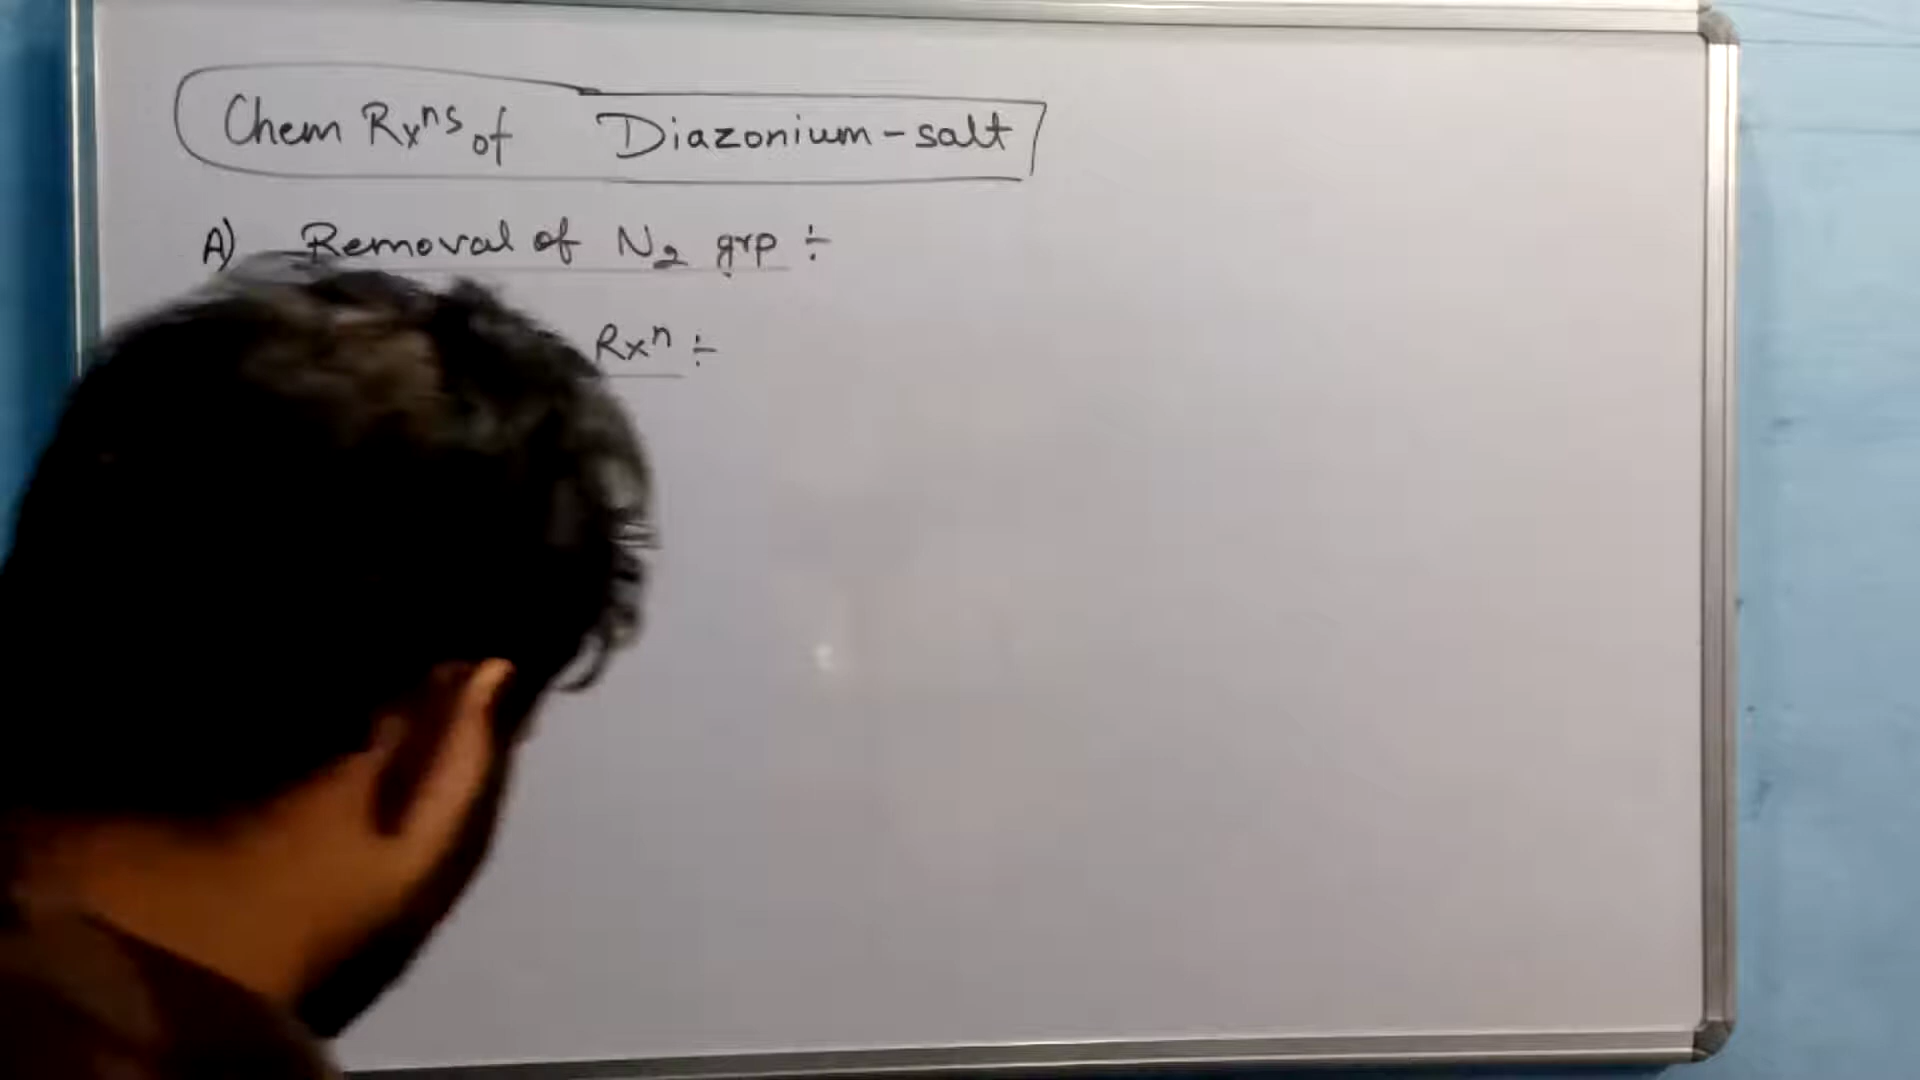 Chem Rxⁿˢ of Diazonium-salt
A) Removal of N₂ grp ÷
Rxⁿ ÷